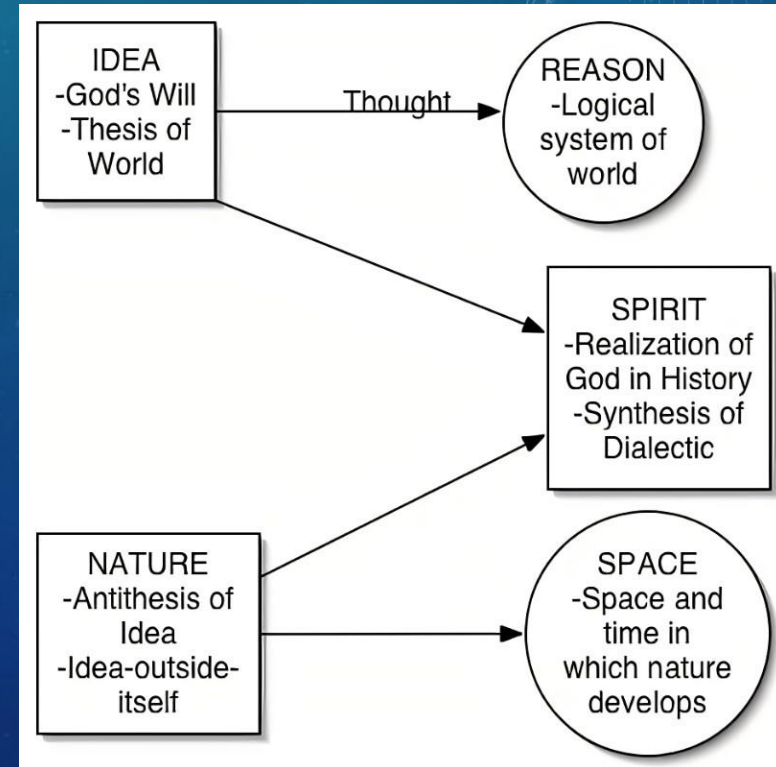 IDEA
-God's Will
-Thesis of
World
Thought
REASON
-Logical
system of
world
SPIRIT
-Realization of
God in History
-Synthesis of
Dialectic
NATURE
-Antithesis of
Idea
-Idea-outside-
itself
SPACE
-Space and
time in
which nature
develops